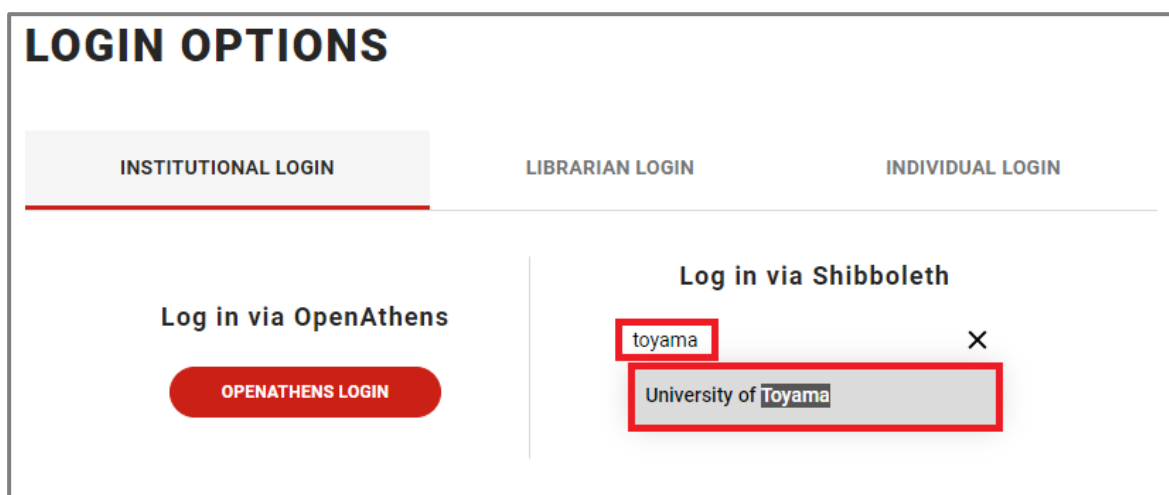 LOGIN OPTIONS
INSTITUTIONAL LOGIN
LIBRARIAN LOGIN
INDIVIDUAL LOGIN
Log in via OpenAthens
OPENATHENS LOGIN
Log in via Shibboleth
toyama
University of Toyama